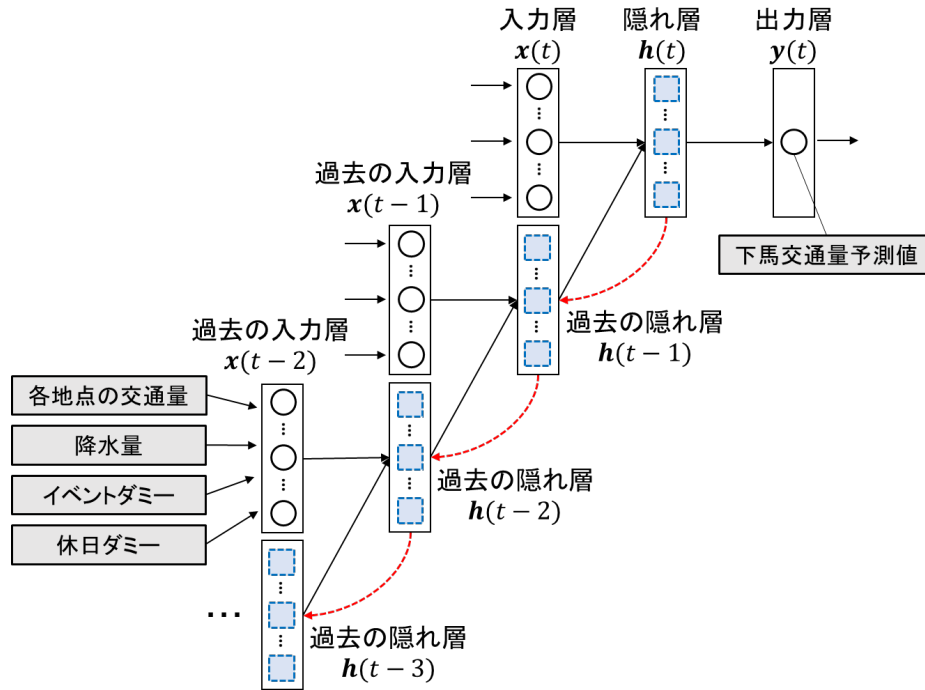 入力層
x(t)
隠れ層
h(t)
出力層
y(t)
過去の入力層
x(t − 1)
下馬交通量予測値
過去の入力層
x(t − 2)
過去の隠れ層
h(t − 1)
各地点の交通量
降水量
イベントダミー
休日ダミー
過去の隠れ層
h(t − 2)
...
過去の隠れ層
h(t − 3)